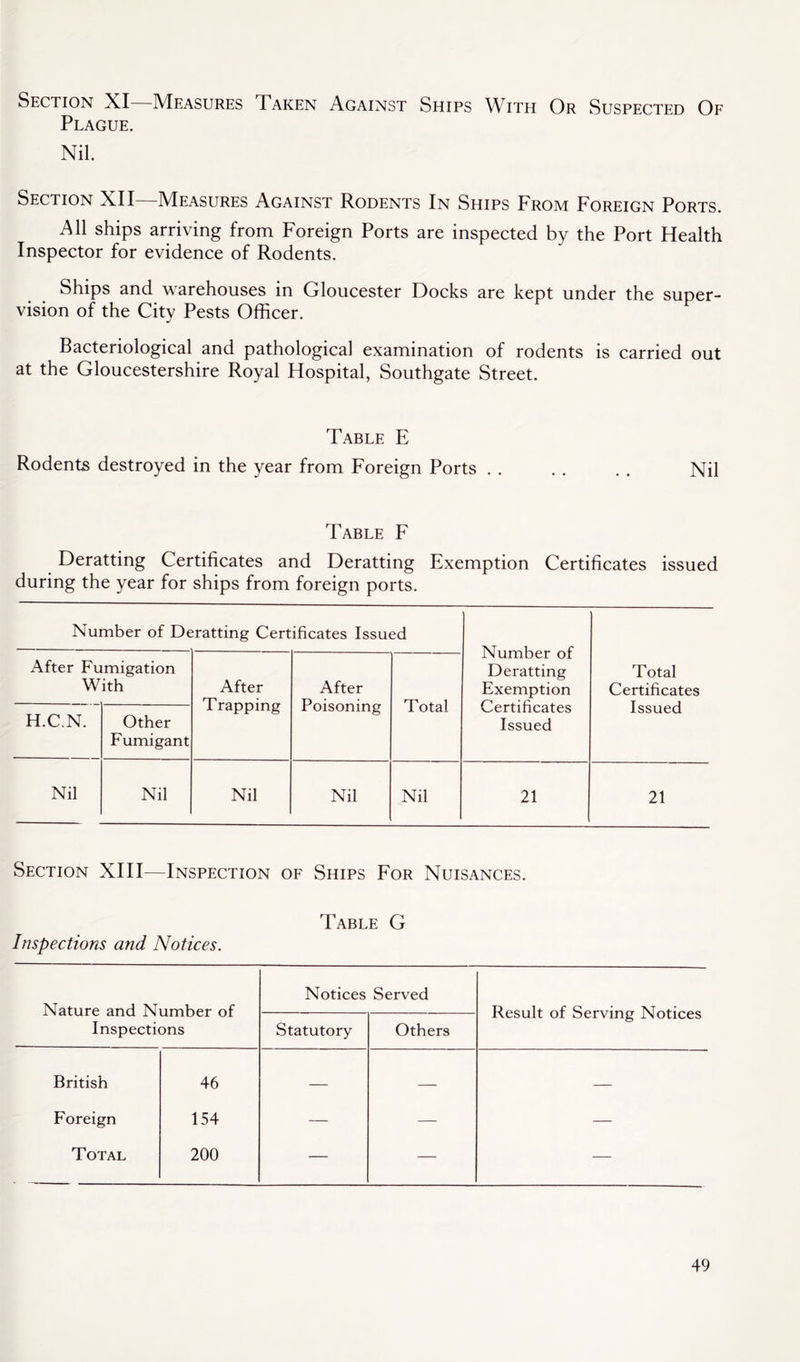 Section XI—Measures Taken Against Ships With Or Suspected Of
Plague.
Nil.
Section XII—Measures Against Rodents In Ships From Foreign Ports.
All ships arriving from Foreign Ports are inspected by the Port Health
Inspector for evidence of Rodents.
Ships and warehouses in Gloucester Docks are kept under the super-
vision of the City Pests Officer.
Bacteriological and pathological examination of rodents is carried out
at the Gloucestershire Royal Hospital, Southgate Street.
Table E
Rodents destroyed in the year from Foreign Ports . . . . . . Nil
Table F
Deratting Certificates and Deratting Exemption Certificates issued
during the year for ships from foreign ports.
Number of Deratting Certificates Issued
After Fumigation
With
H.C.N.
Other
Fumigant
After
Trapping
After
Poisoning
Total
Number of
Deratting
Exemption
Certificates
Issued
Total
Certificates
Issued
Nil Nil Nil Nil Nil 21 21
Section XIII—Inspection of Ships For Nuisances.
Table G
Inspections and Notices.
Nature and Number of
Inspections
Notices Served
Statutory Others
Result of Serving Notices
British 46 — — —
Foreign 154 — — —
Total 200 — — —
49